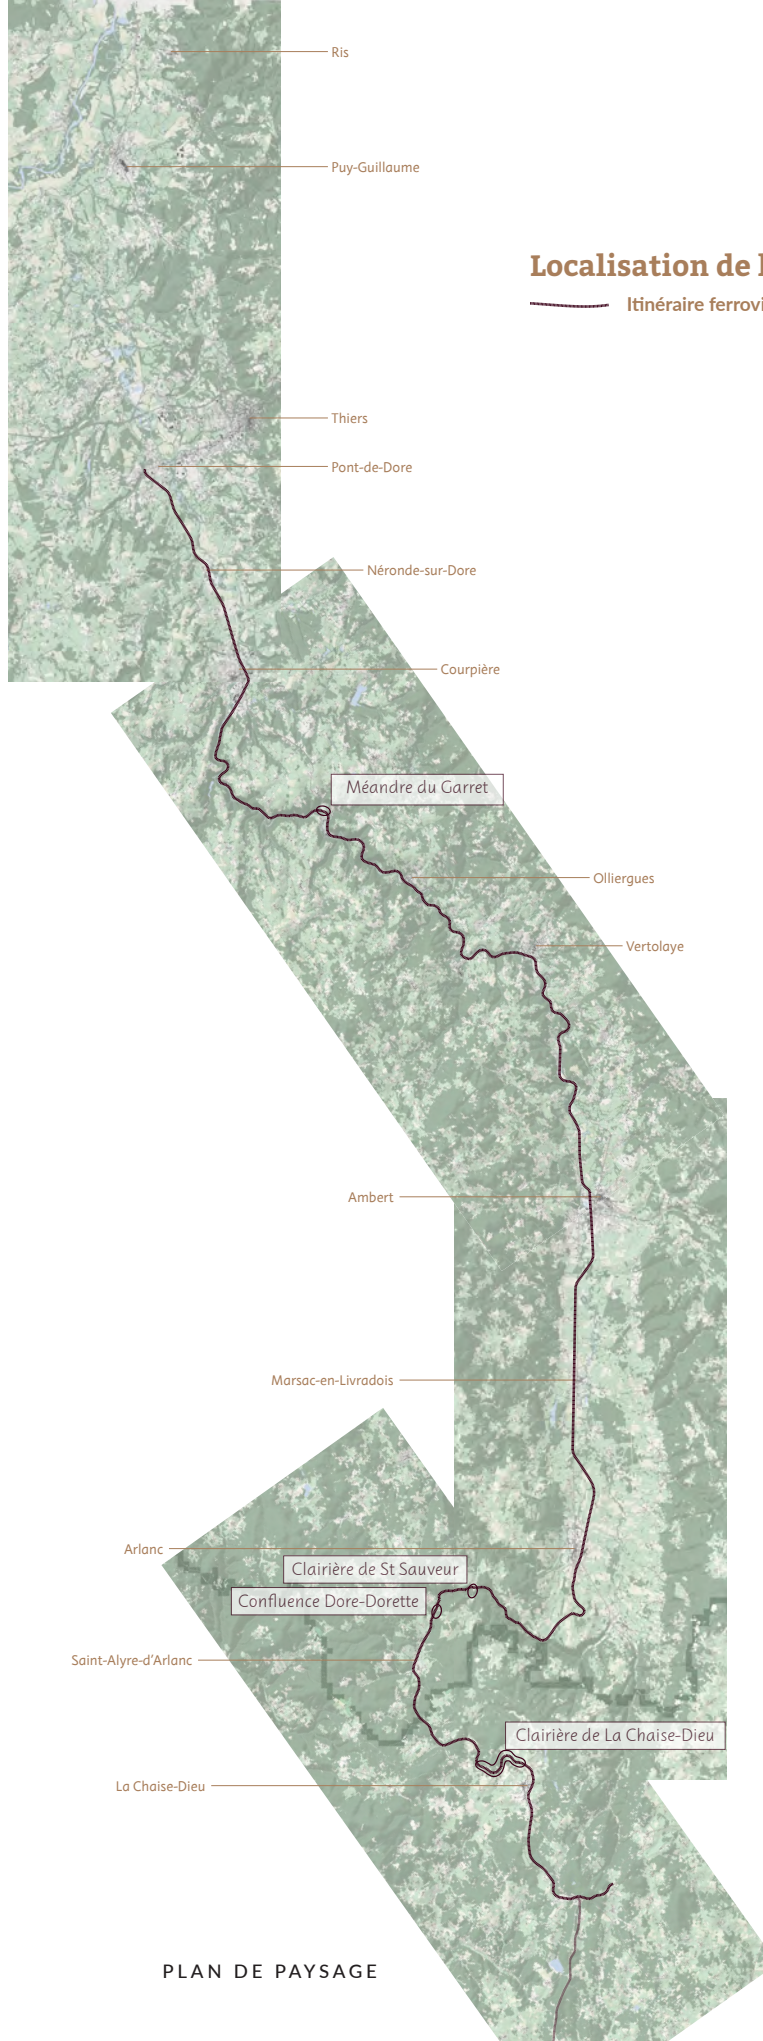 Ris
Puy-Guillaume
Localisation de
Itinéraire ferrovi
Thiers
Pont-de-Dore
Néronde-sur-Dore
Courpière
Méandre du Garret
Olliergues
Vertolaye
Ambert
Marsac-en-Livradois
Arlanc
Clairière de St Sauveur
Confluence Dore-Dorette
Saint-Alyre-d'Arlanc
Clairière de La Chaise-Dieu
La Chaise-Dieu
PLAN DE PAYSAGE